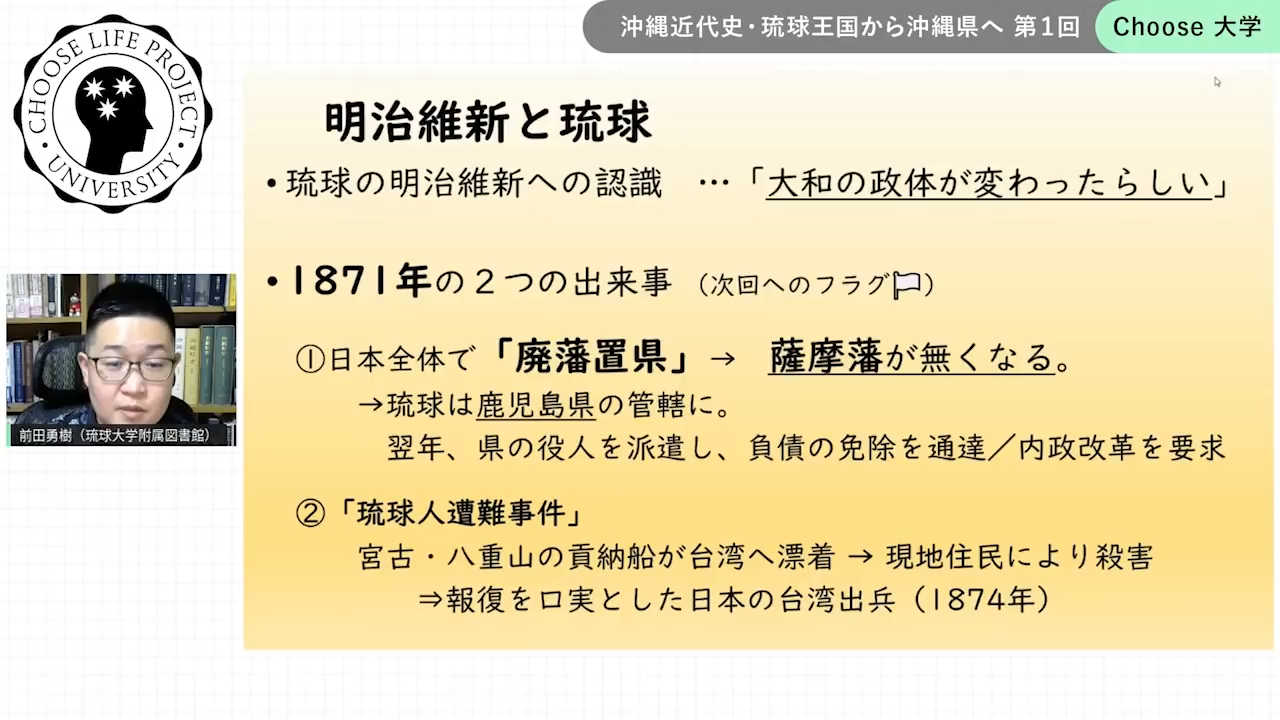 沖縄近代史・琉球王国から沖縄県へ 第1回
Choose 大学
CHOOSE LIFE PROJECT
・UNIVERSITY・
明治維新と琉球
・琉球の明治維新への認識 …「大和の政体が変わったらしい」
・1871年の２つの出来事 （次回へのフラグ）
①日本全体で「廃藩置県」→ 薩摩藩が無くなる。
→琉球は鹿児島県の管轄に。
翌年、県の役人を派遣し、負債の免除を通達／内政改革を要求
②「琉球人遭難事件」
宮古・八重山の貢納船が台湾へ漂着 → 現地住民により殺害
⇒報復を口実とした日本の台湾出兵（1874年）
前田勇樹（琉球大学附属図書館）